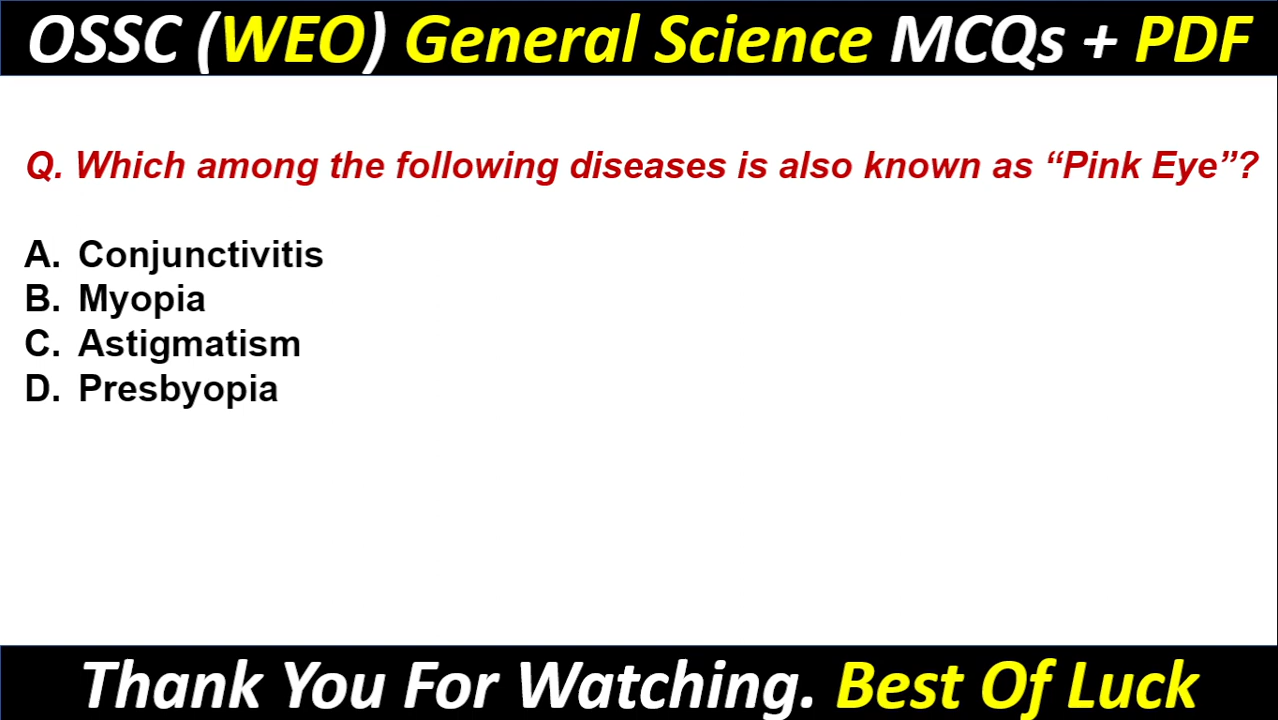 OSSC (WEO) General Science MCQs + PDF
Q. Which among the following diseases is also known as “Pink Eye”?
A. Conjunctivitis
B. Myopia
C. Astigmatism
D. Presbyopia
Thank You For Watching. Best Of Luck